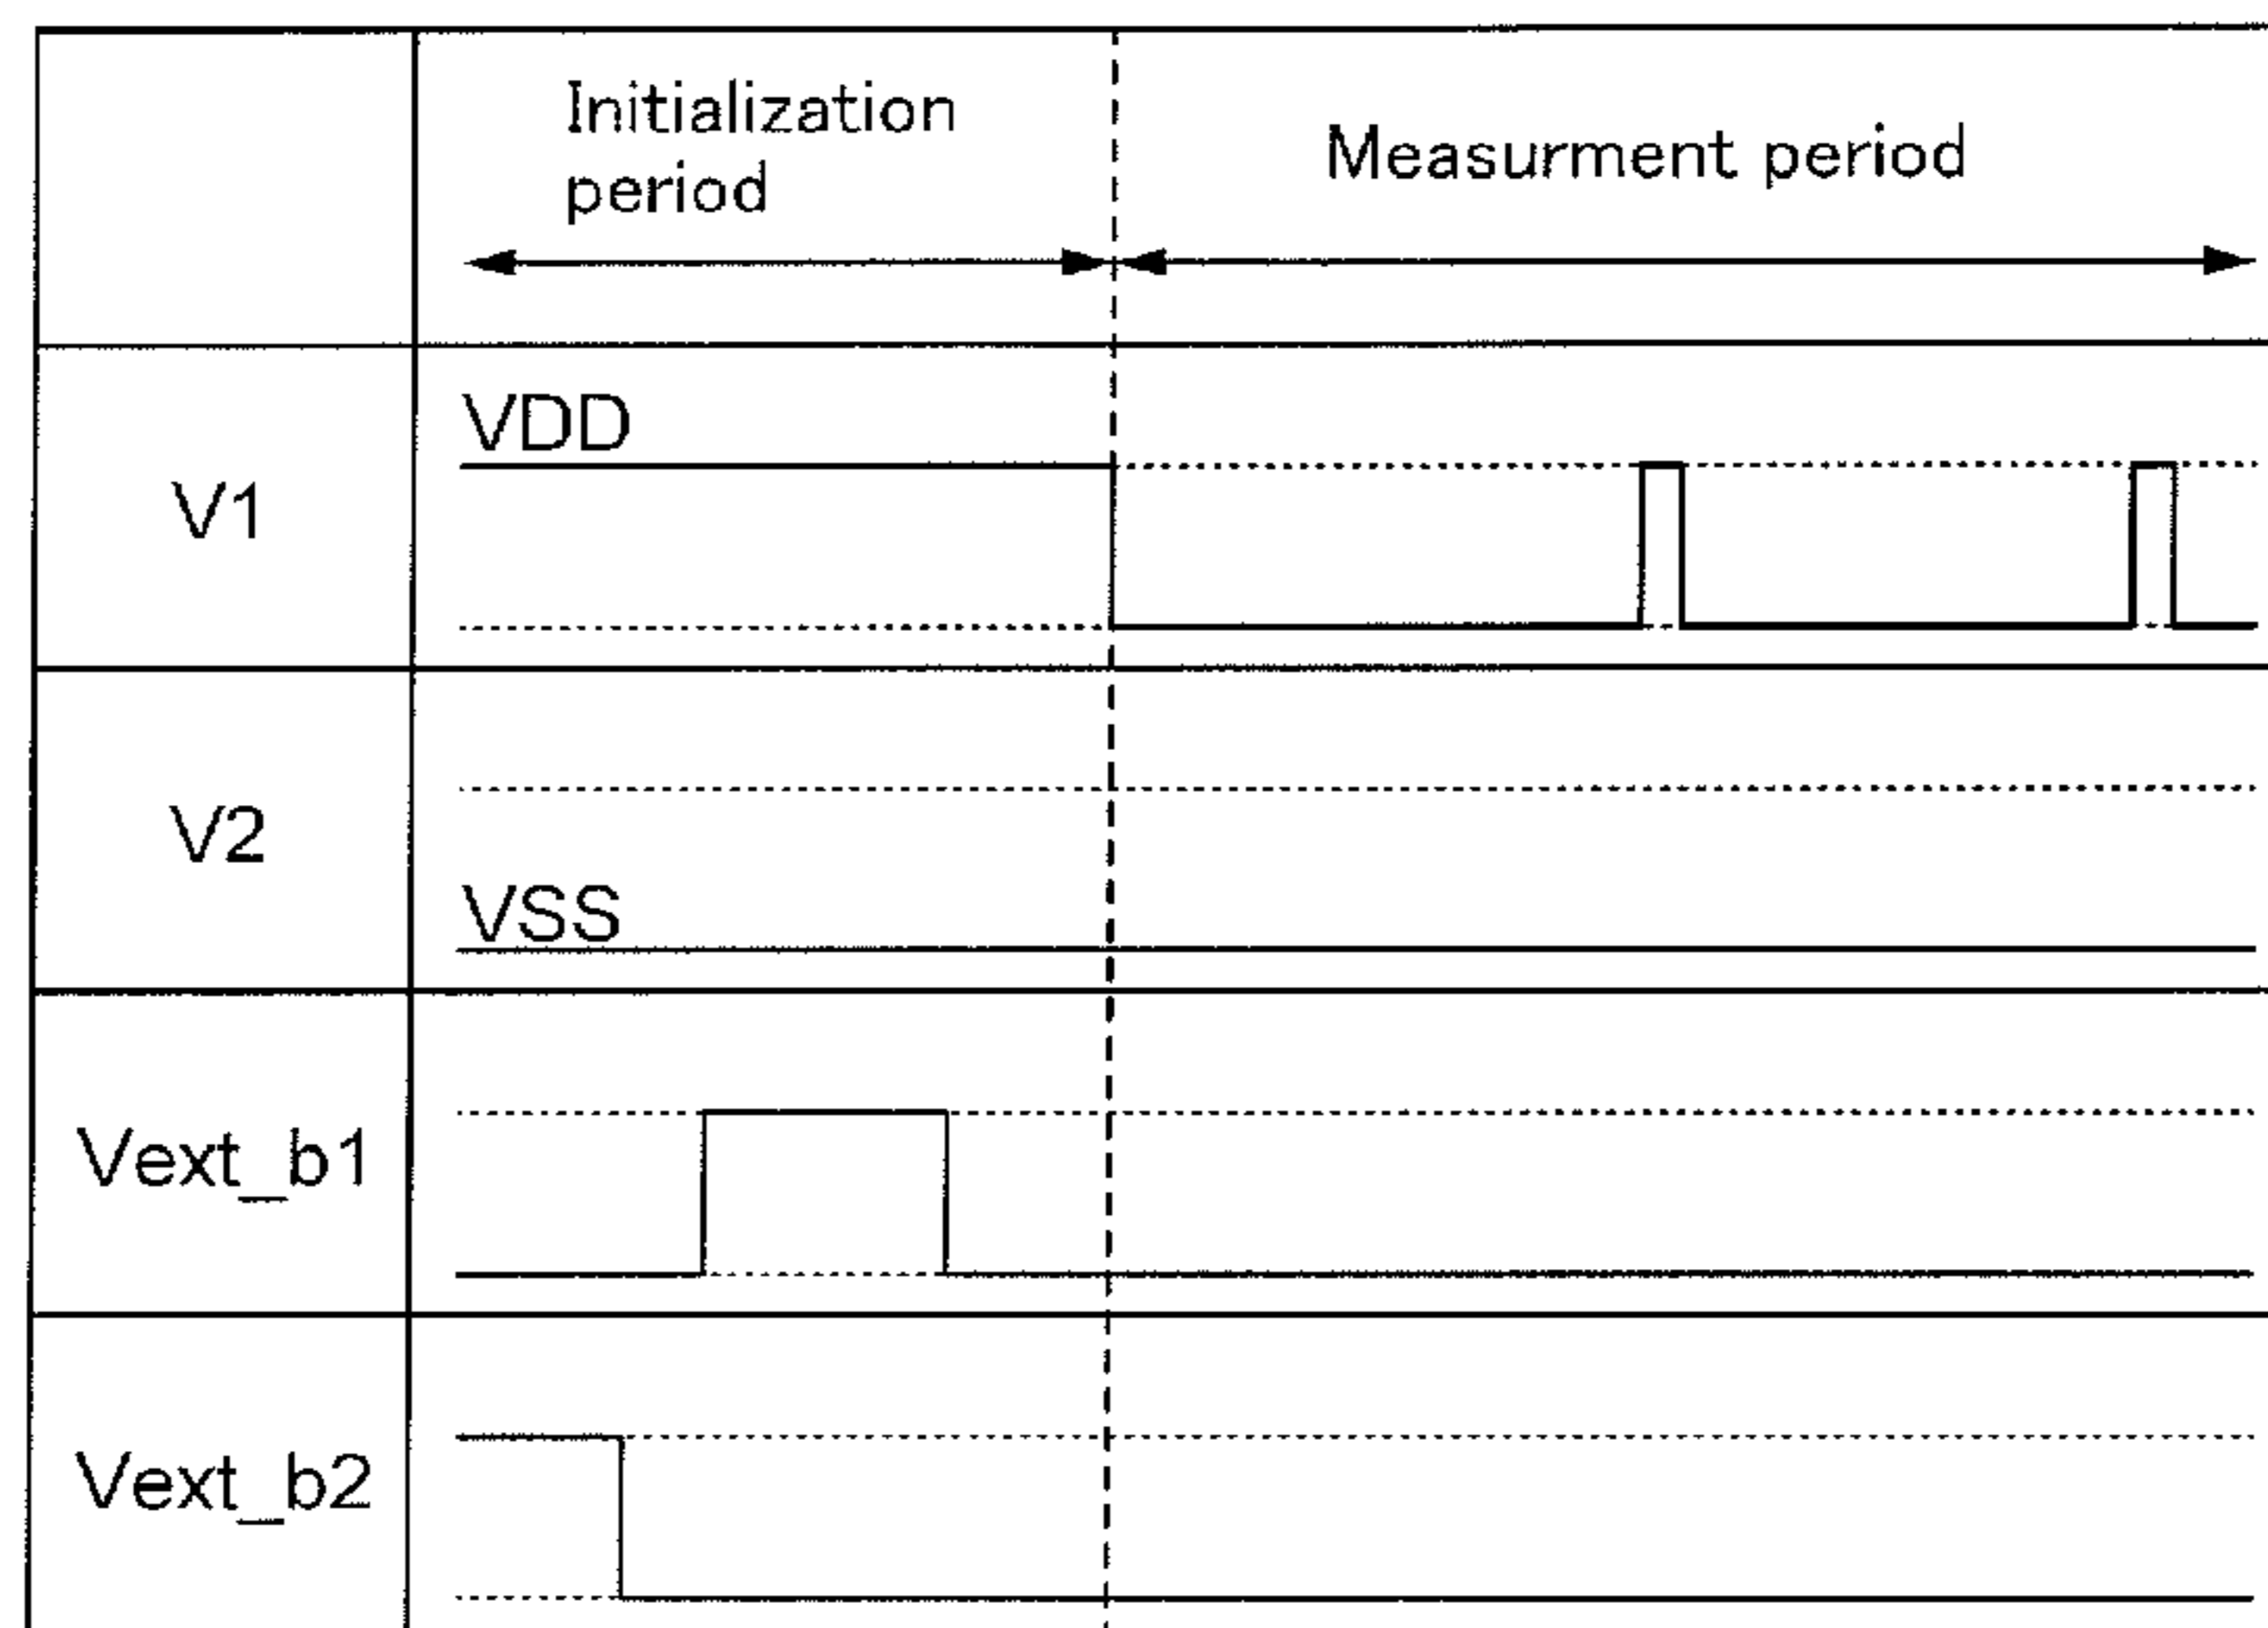 Initialization
period
Measurment period
VDD
V1
V2
VSS
Vext_b1
Vext_b2